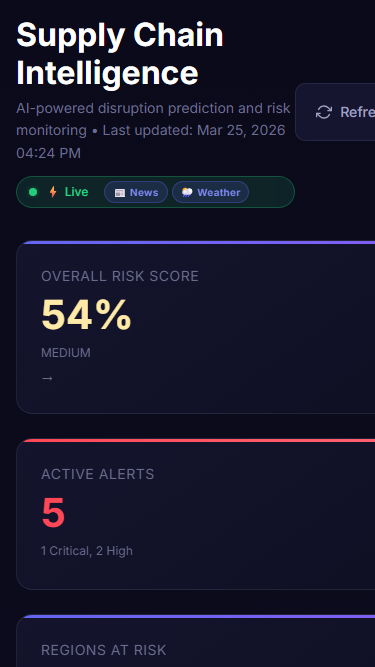 Supply Chain
Intelligence
AI-powered disruption prediction and risk
monitoring • Last updated: Mar 25, 2026
04:24 PM
Refre
Live
News
Weather
OVERALL RISK SCORE
54%
MEDIUM
→
ACTIVE ALERTS
5
1 Critical, 2 High
REGIONS AT RISK